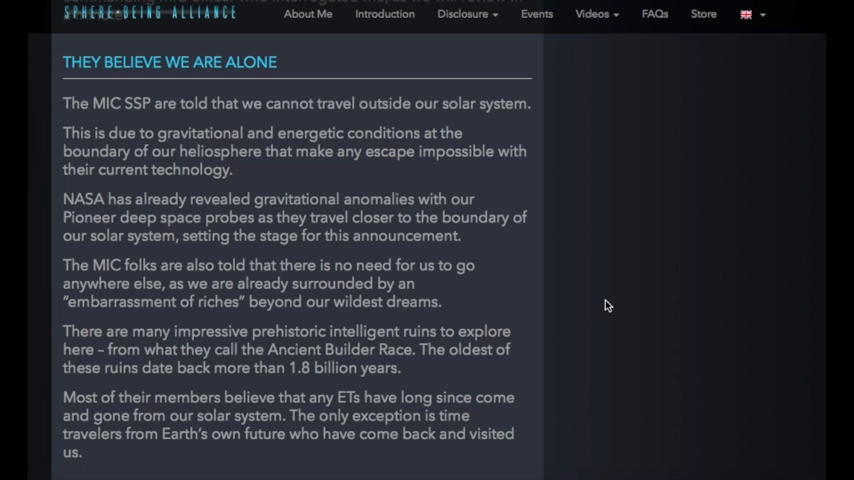 SPHERE BEING ALLIANCE
About Me
Introduction
Disclosure
Events
Videos
FAQs
Store
THEY BELIEVE WE ARE ALONE
The MIC SSP are told that we cannot travel outside our solar system.
This is due to gravitational and energetic conditions at the
boundary of our heliosphere that make any escape impossible with
their current technology.
NASA has already revealed gravitational anomalies with our
Pioneer deep space probes as they travel closer to the boundary of
our solar system, setting the stage for this announcement.
The MIC folks are also told that there is no need for us to go
anywhere else, as we are already surrounded by an
“embarrassment of riches” beyond our wildest dreams.
There are many impressive prehistoric intelligent ruins to explore
here – from what they call the Ancient Builder Race. The oldest of
these ruins date back more than 1.8 billion years.
Most of their members believe that any ETs have long since come
and gone from our solar system. The only exception is time
travelers from Earth’s own future who have come back and visited
us.